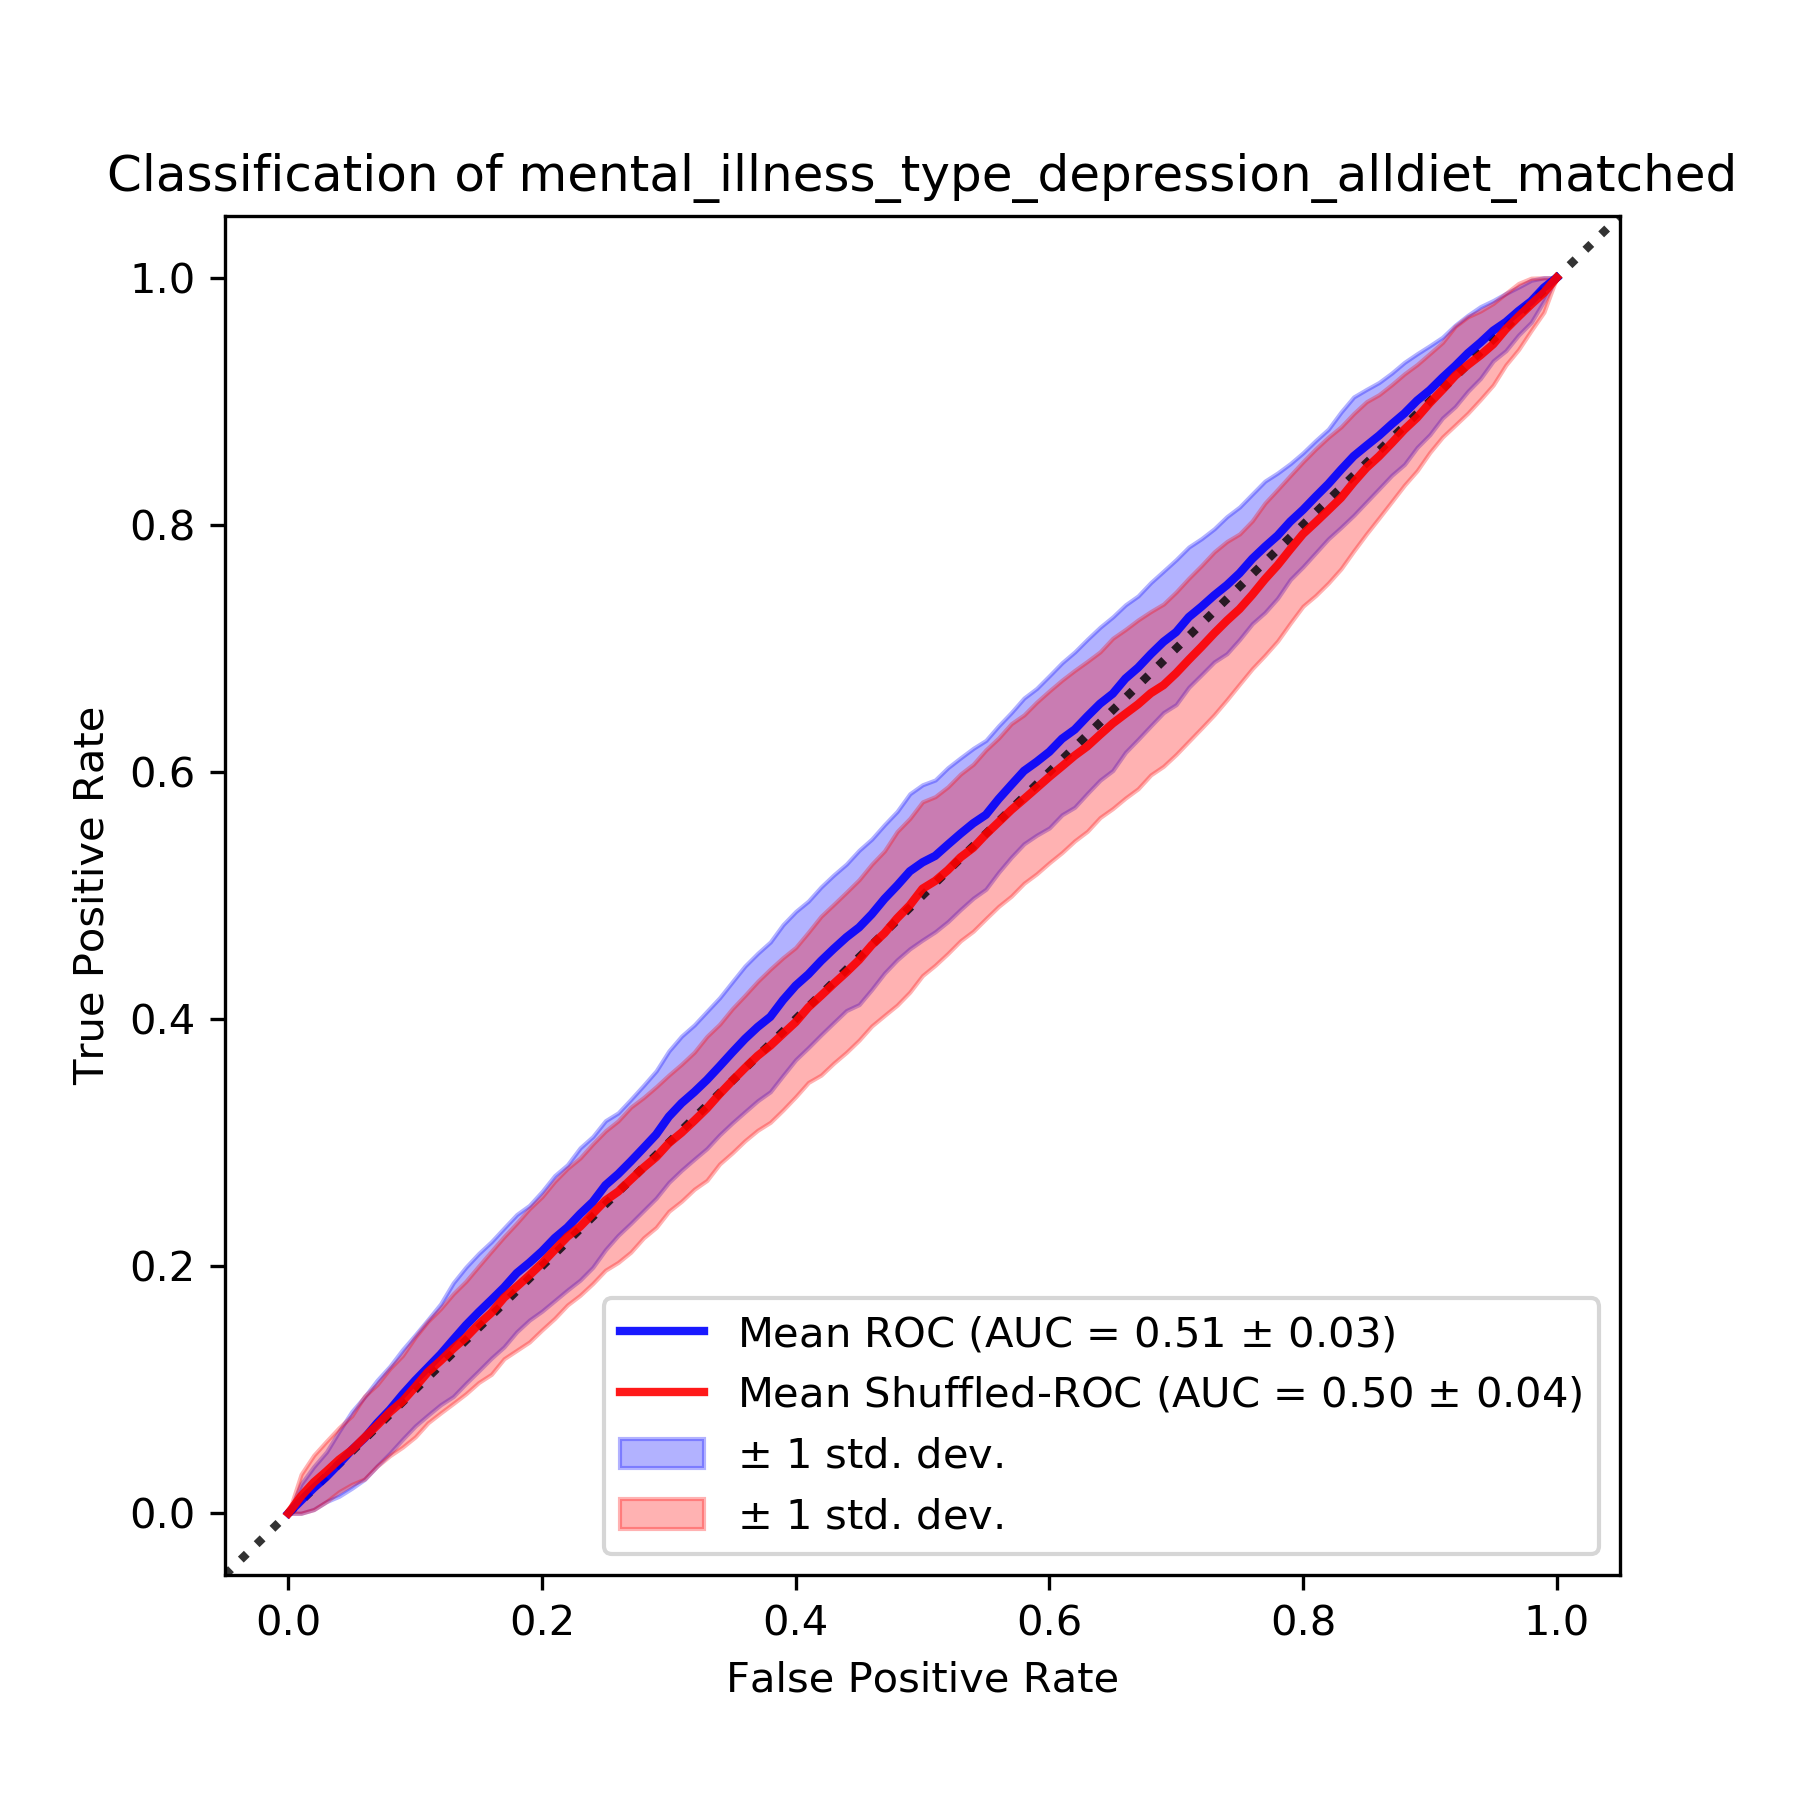 Classification of mental_illness_type_depression_alldiet_matched
True Positive Rate
1.0
0.8
0.6
0.4
0.2
0.0
Mean ROC (AUC = 0.51 ± 0.03)
Mean Shuffled-ROC (AUC = 0.50 ± 0.04)
± 1 std. dev.
± 1 std. dev.
0.0 0.2 0.4 0.6 0.8 1.0
False Positive Rate